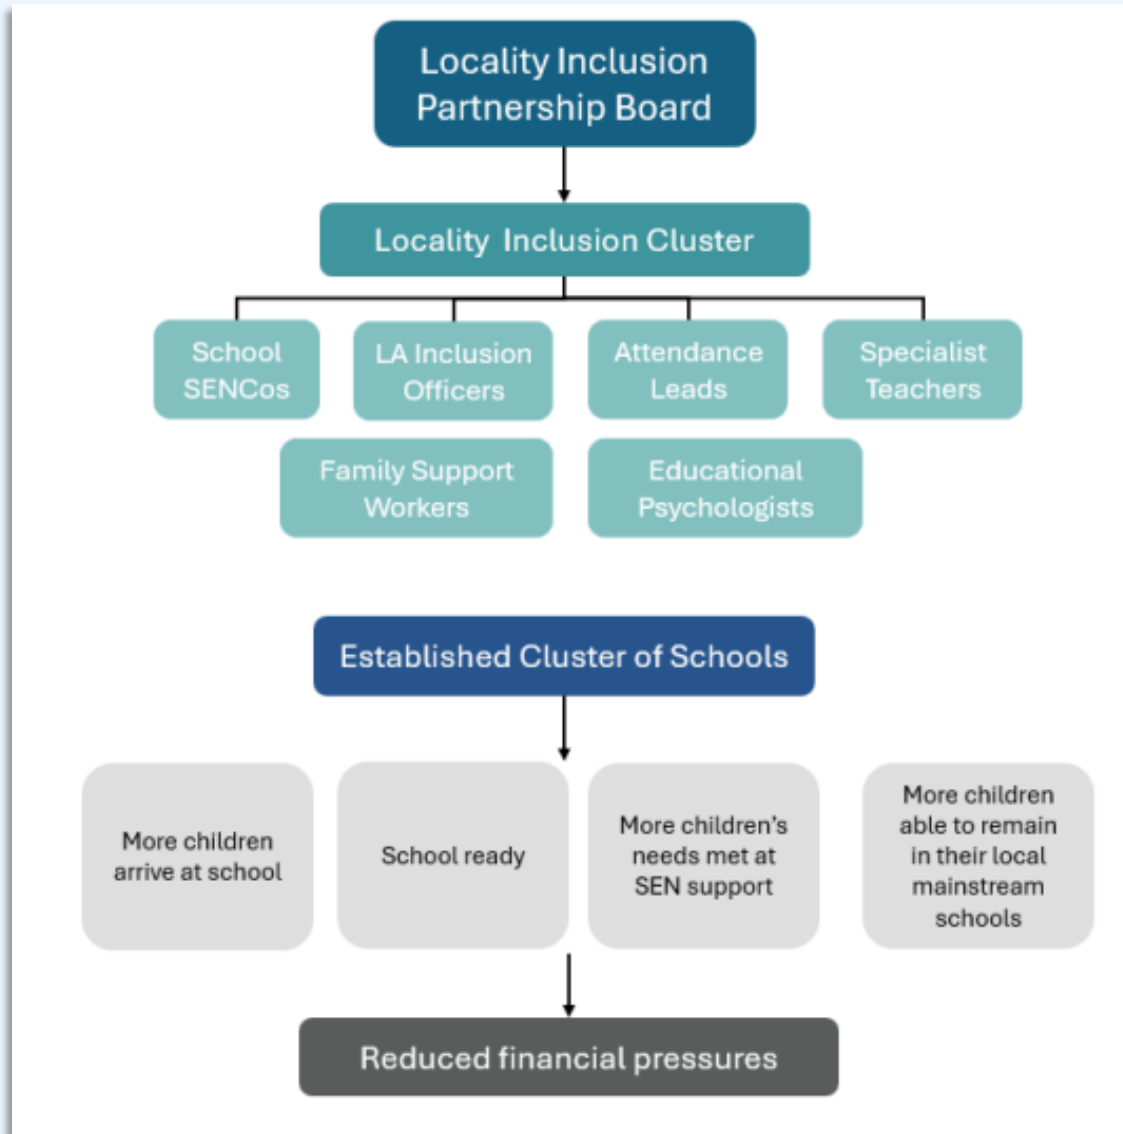 Locality Inclusion
Partnership Board
Locality Inclusion Cluster
School
SENCos
LA Inclusion
Officers
Attendance
Leads
Specialist
Teachers
Family Support
Workers
Educational
Psychologists
Established Cluster of Schools
More children
arrive at school
School ready
More children’s
needs met at
SEN support
More children
able to remain
in their local
mainstream
schools
Reduced financial pressures